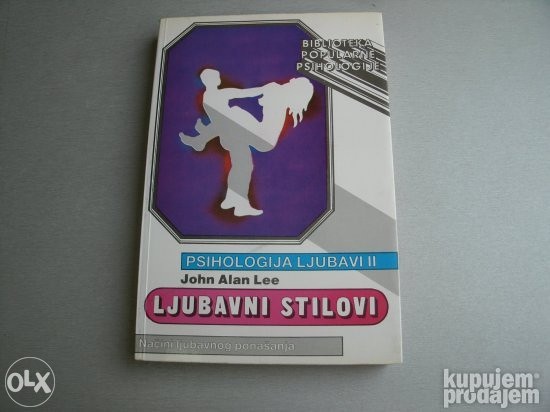 BIBLIOTEKA
POPULARNE
PSIHOLOGIJE
PSIHOLOGIJA LJUBAVI II
John Alan Lee
LJUBAVNI STILOVI
Načini ljubavnog ponašanja
OLX
kupujem
prodajem